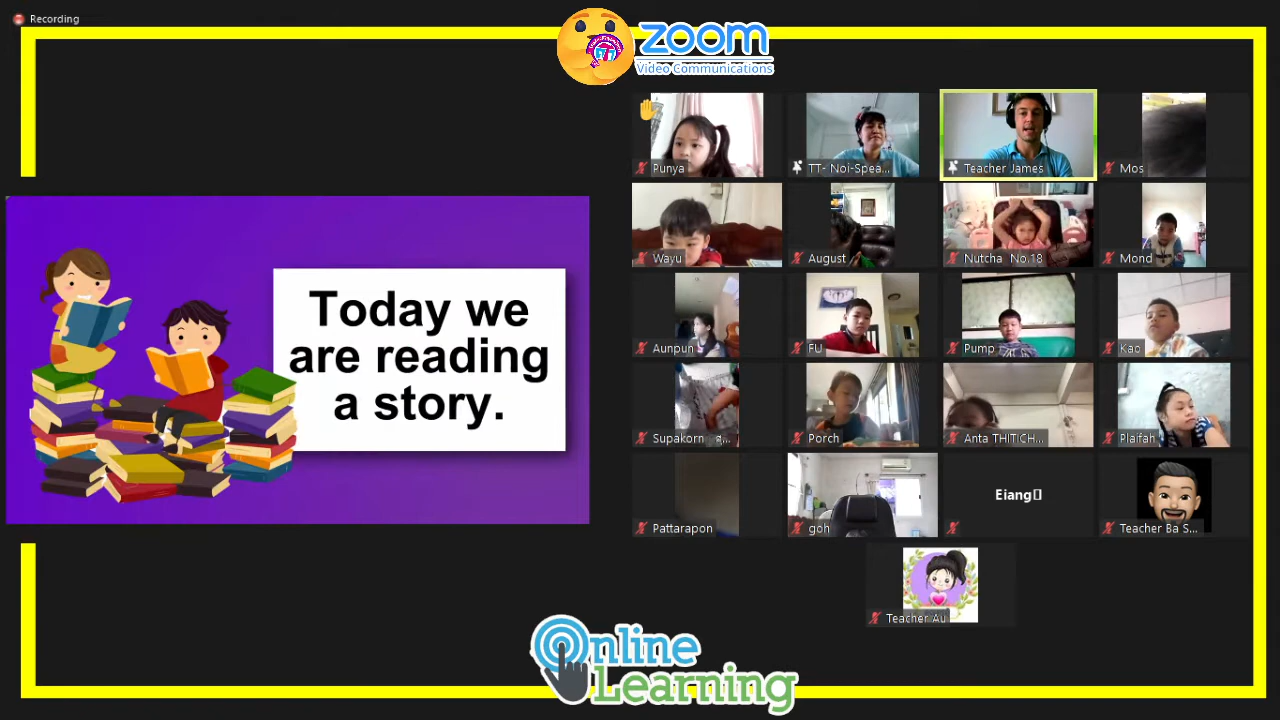 Recording
zoom
Video Communications
Punya
TT- Noi-Spea...
Teacher James
Mos
Wayu
August
Nutcha No.18
Mond
Today we
are reading
a story.
Aunpun
FU
Pump
Kao
Supakorn
Porch
Anta THITICH...
Plaifah
Pattarapon
goh
Eiang
Teacher Ba S...
Teacher Au
Online
Learning